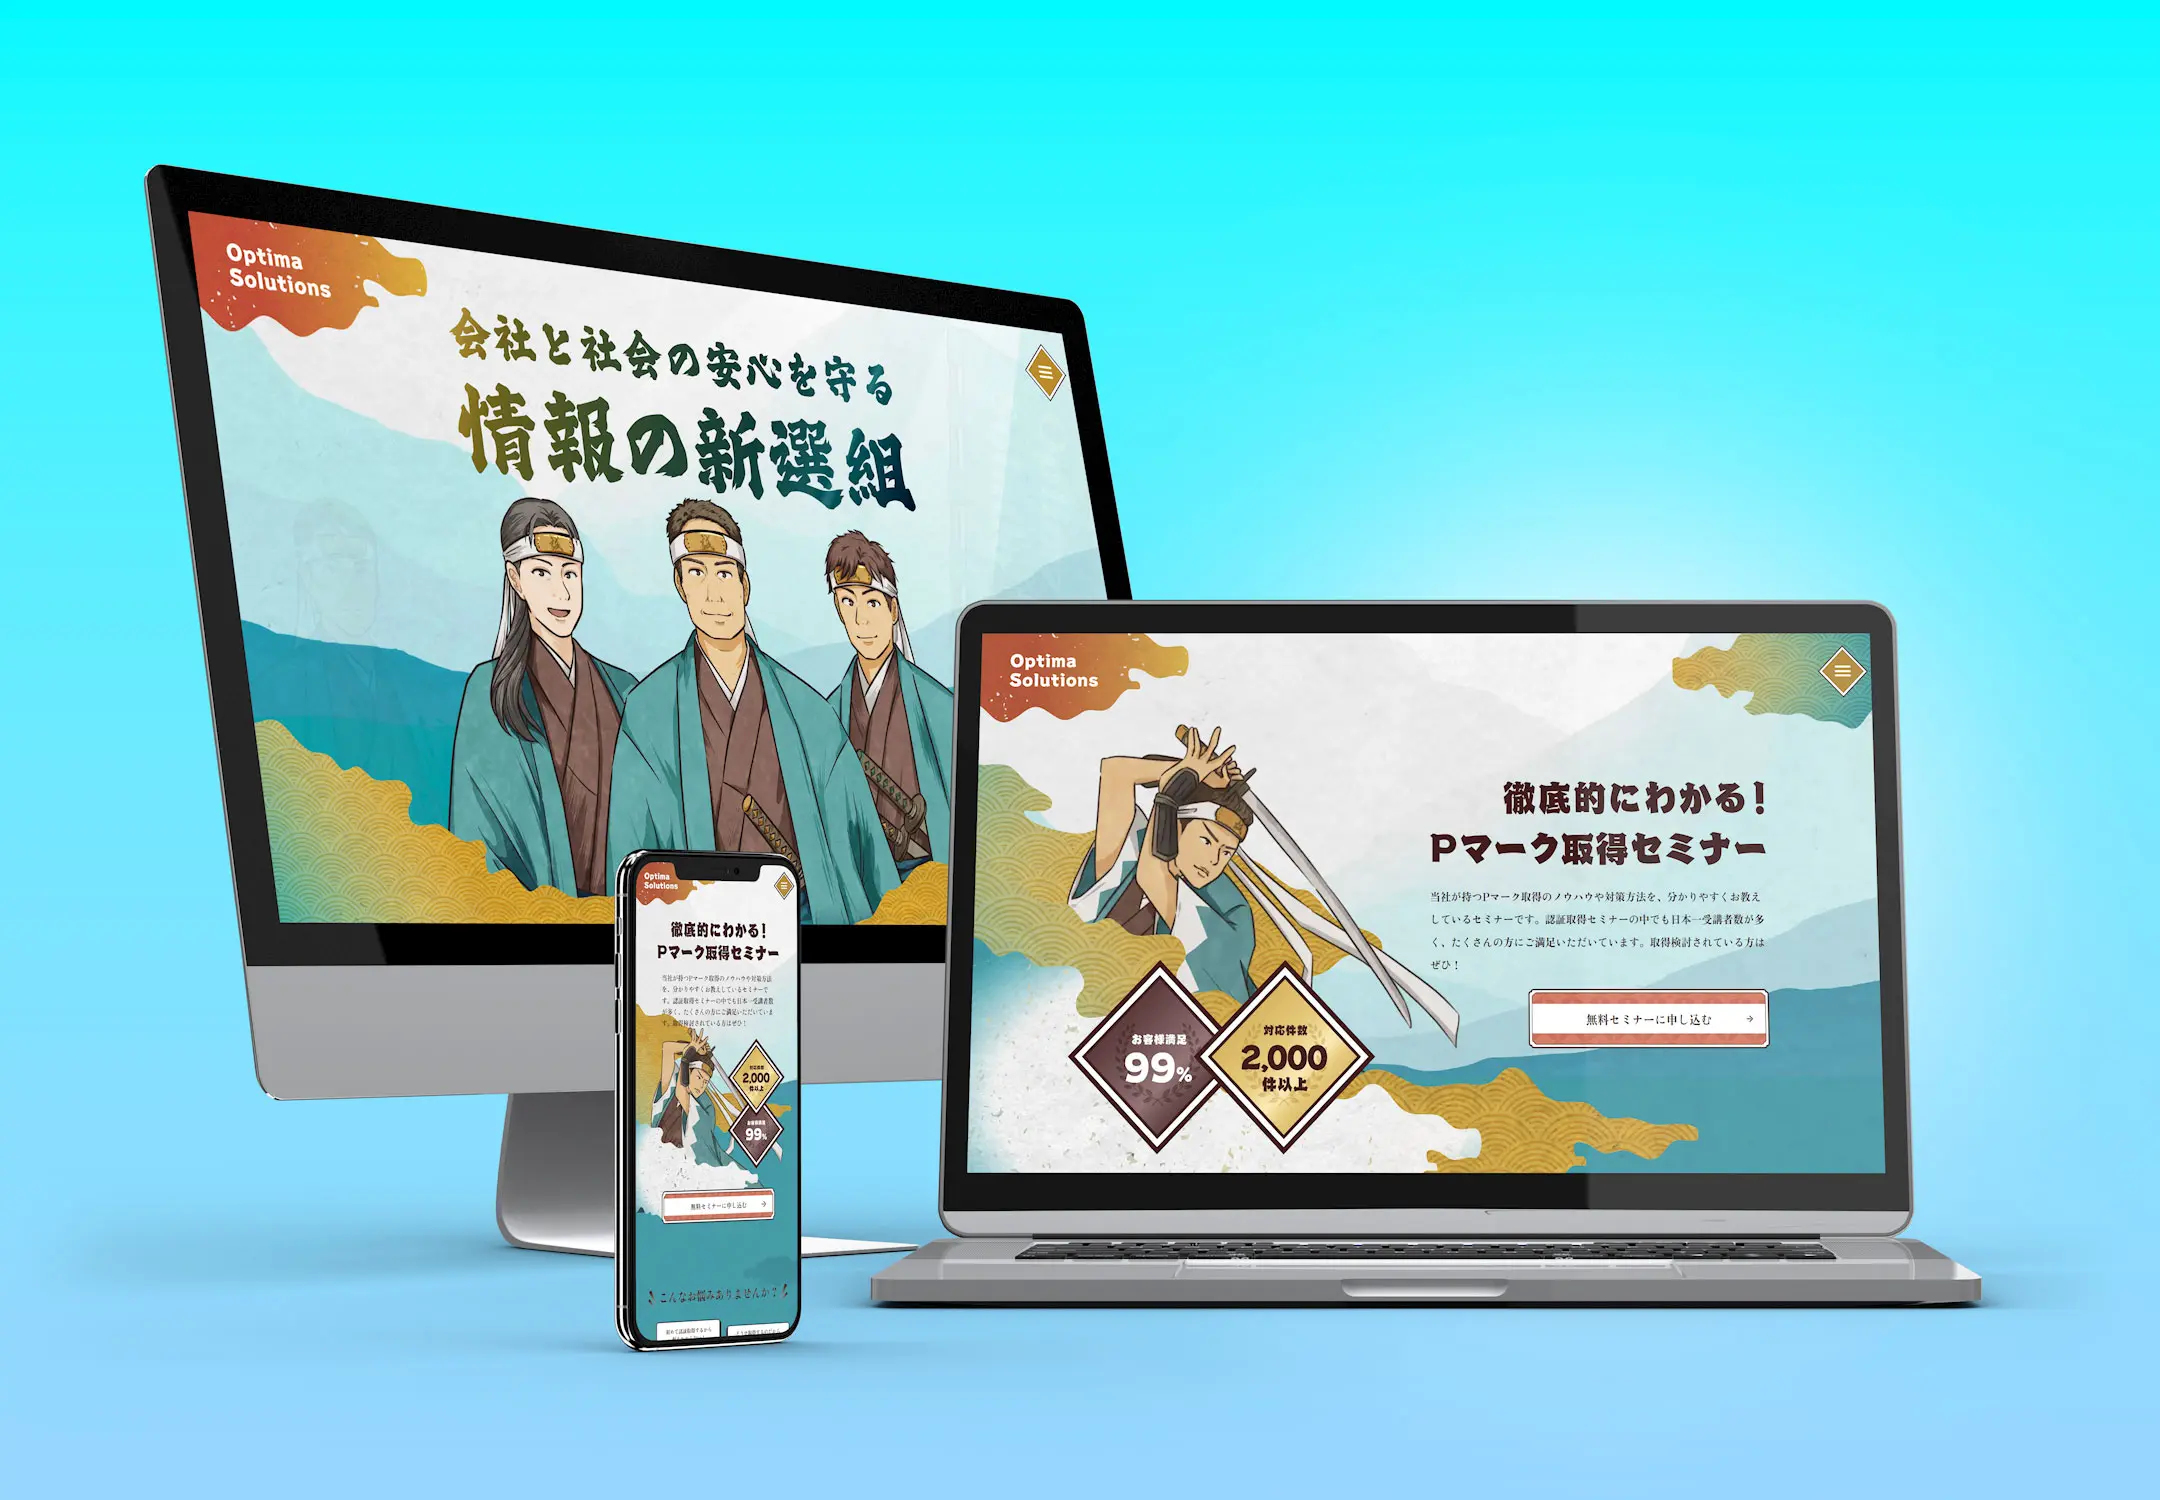 Optima
Solutions
会社と社会の安心を守る
情報の新選組
Optima
Solutions
徹底的にわかる！
Pマーク取得セミナー
当社が持つPマーク取得のノウハウや対策方法を、分かりやすくお教え
しているセミナーです。認証取得セミナーの中でも日本一受講者数が多
く、たくさんの方にご満足いただいています。取得検討されている方は
ぜひ！
無料セミナーに申し込む
お客様満足
99%
対応件数
2,000
件以上
Optima
Solutions
徹底的にわかる！
Pマーク取得セミナー
当社が持つPマーク取得のノウハウや対策方法
を、分かりやすくお教えしているセミナーで
す。認証取得セミナーの中でも日本一受講者数
が多く、たくさんの方にご満足いただいていま
す。取得検討されている方はぜひ！
対応件数
2,000
件以上
お客様満足
99%
無料セミナーに申し込む
こんなお悩みありませんか？
初めて認証取得するから